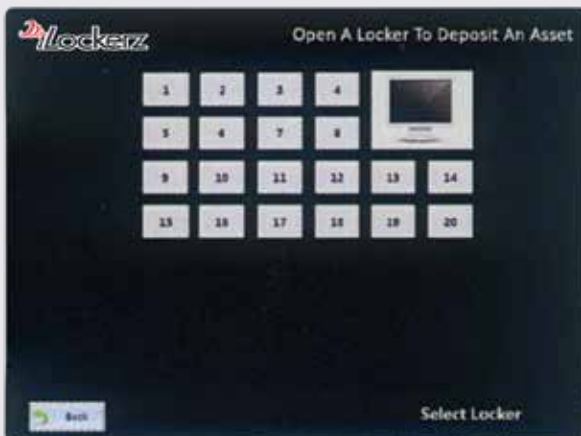 iLockerz
Open A Locker To Deposit An Asset
1 2 3 4
5 6 7 8
9 10 11 12 13 14
15 16 17 18 19 20
Back
Select Locker